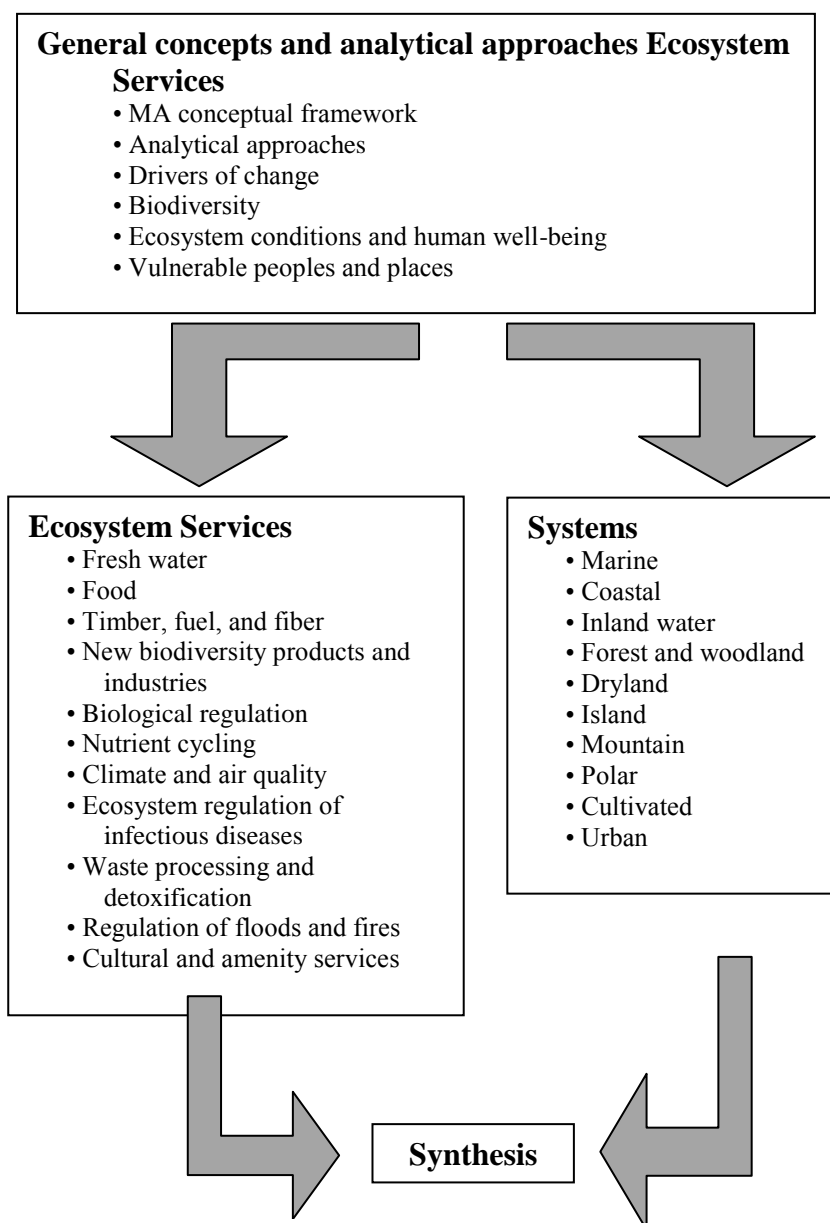 General concepts and analytical approaches Ecosystem
Services
• MA conceptual framework
• Analytical approaches
• Drivers of change
• Biodiversity
• Ecosystem conditions and human well-being
• Vulnerable peoples and places
Ecosystem Services
• Fresh water
• Food
• Timber, fuel, and fiber
• New biodiversity products and
industries
• Biological regulation
• Nutrient cycling
• Climate and air quality
• Ecosystem regulation of
infectious diseases
• Waste processing and
detoxification
• Regulation of floods and fires
• Cultural and amenity services
Systems
• Marine
• Coastal
• Inland water
• Forest and woodland
• Dryland
• Island
• Mountain
• Polar
• Cultivated
• Urban
Synthesis